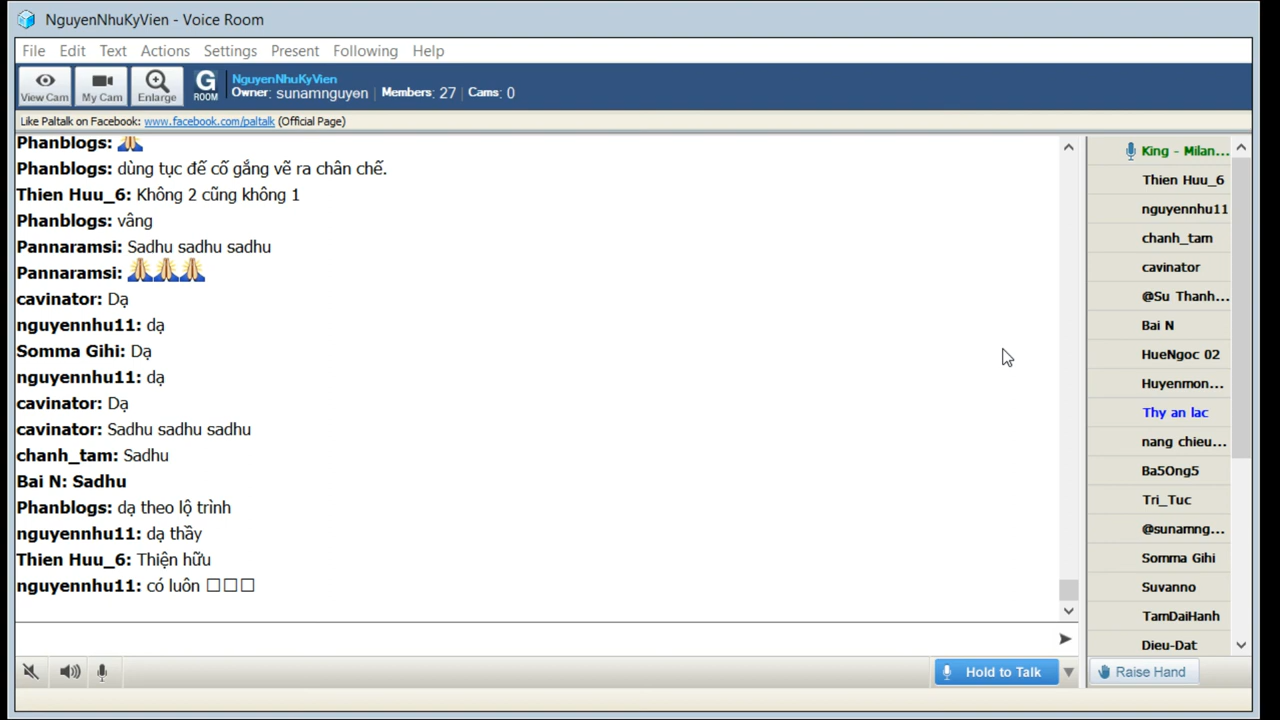 NguyenNhuKyVien - Voice Room
File Edit Text Actions Settings Present Following Help
View Cam My Cam Enlarge G ROOM NguyenNhuKyVien
Owner: sunamnguyen | Members: 27 | Cams: 0
Like Paltalk on Facebook: www.facebook.com/paltalk (Official Page)
Phanblogs:
Phanblogs: dùng tục đế cố gắng vẽ ra chân chế.
Thien Huu_6: Không 2 cũng không 1
Phanblogs: vâng
Pannaramsi: Sadhu sadhu sadhu
Pannaramsi:
cavinator: Dạ
nguyennhu11: dạ
Somma Gihi: Dạ
nguyennhu11: dạ
cavinator: Dạ
cavinator: Sadhu sadhu sadhu
chanh_tam: Sadhu
Bai N: Sadhu
Phanblogs: dạ theo lộ trình
nguyennhu11: dạ thầy
Thien Huu_6: Thiện hữu
nguyennhu11: có luôn □□□
King - Milan...
Thien Huu_6
nguyennhu11
chanh_tam
cavinator
@Su Thanh...
Bai N
HueNgoc 02
Huyenmon...
Thy an lac
nang chieu...
Ba5Ong5
Tri_Tuc
@sunamng...
Somma Gihi
Suvanno
TamDaiHanh
Dieu-Dat
Hold to Talk
Raise Hand